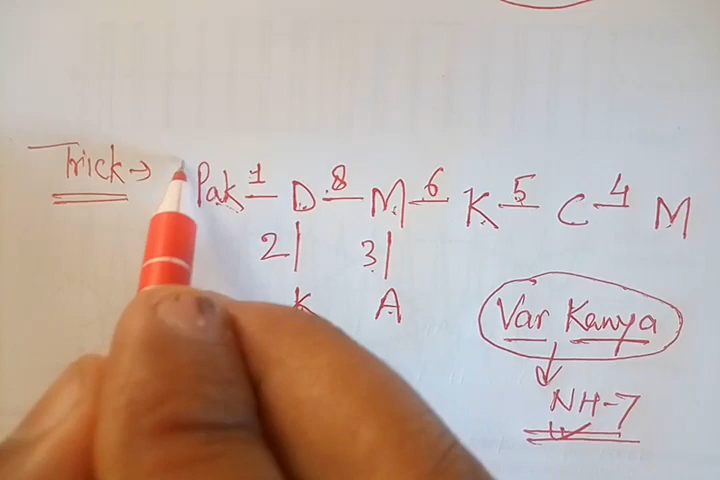 Trick → Pak 1 D 8 M 6 K 5 C 4 M
2 3
K A
Var Kanya
NH-7